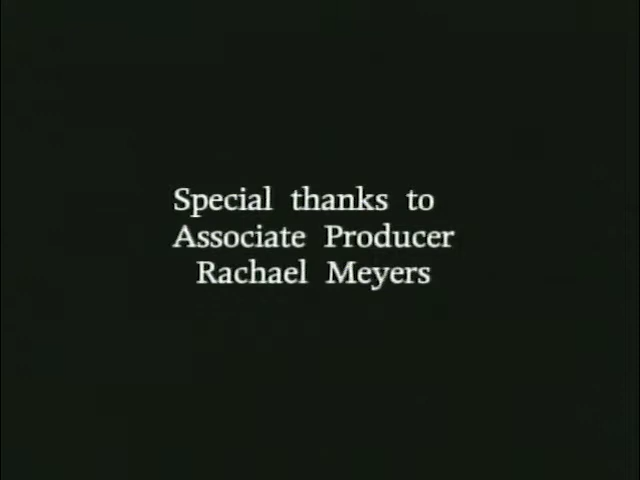 Special thanks to
Associate Producer
Rachael Meyers